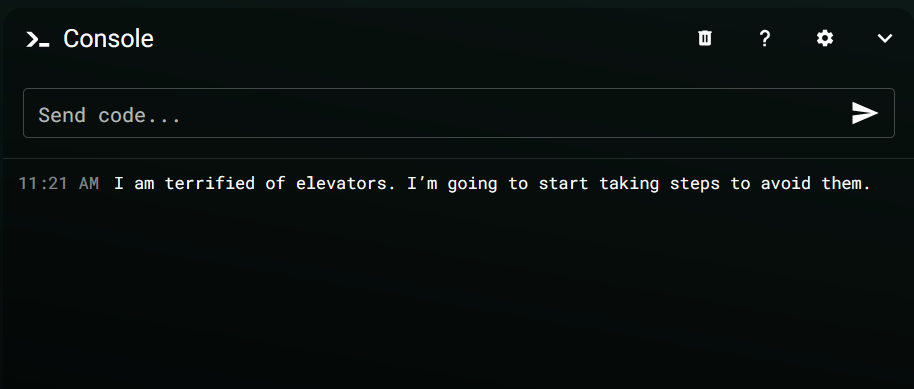 Console
Send code...
11:21 AM I am terrified of elevators. I’m going to start taking steps to avoid them.